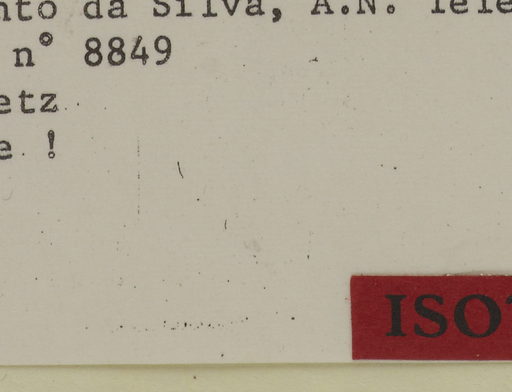 nto da Silva, A.N. Tele
n° 8849
etz
e !
ISO